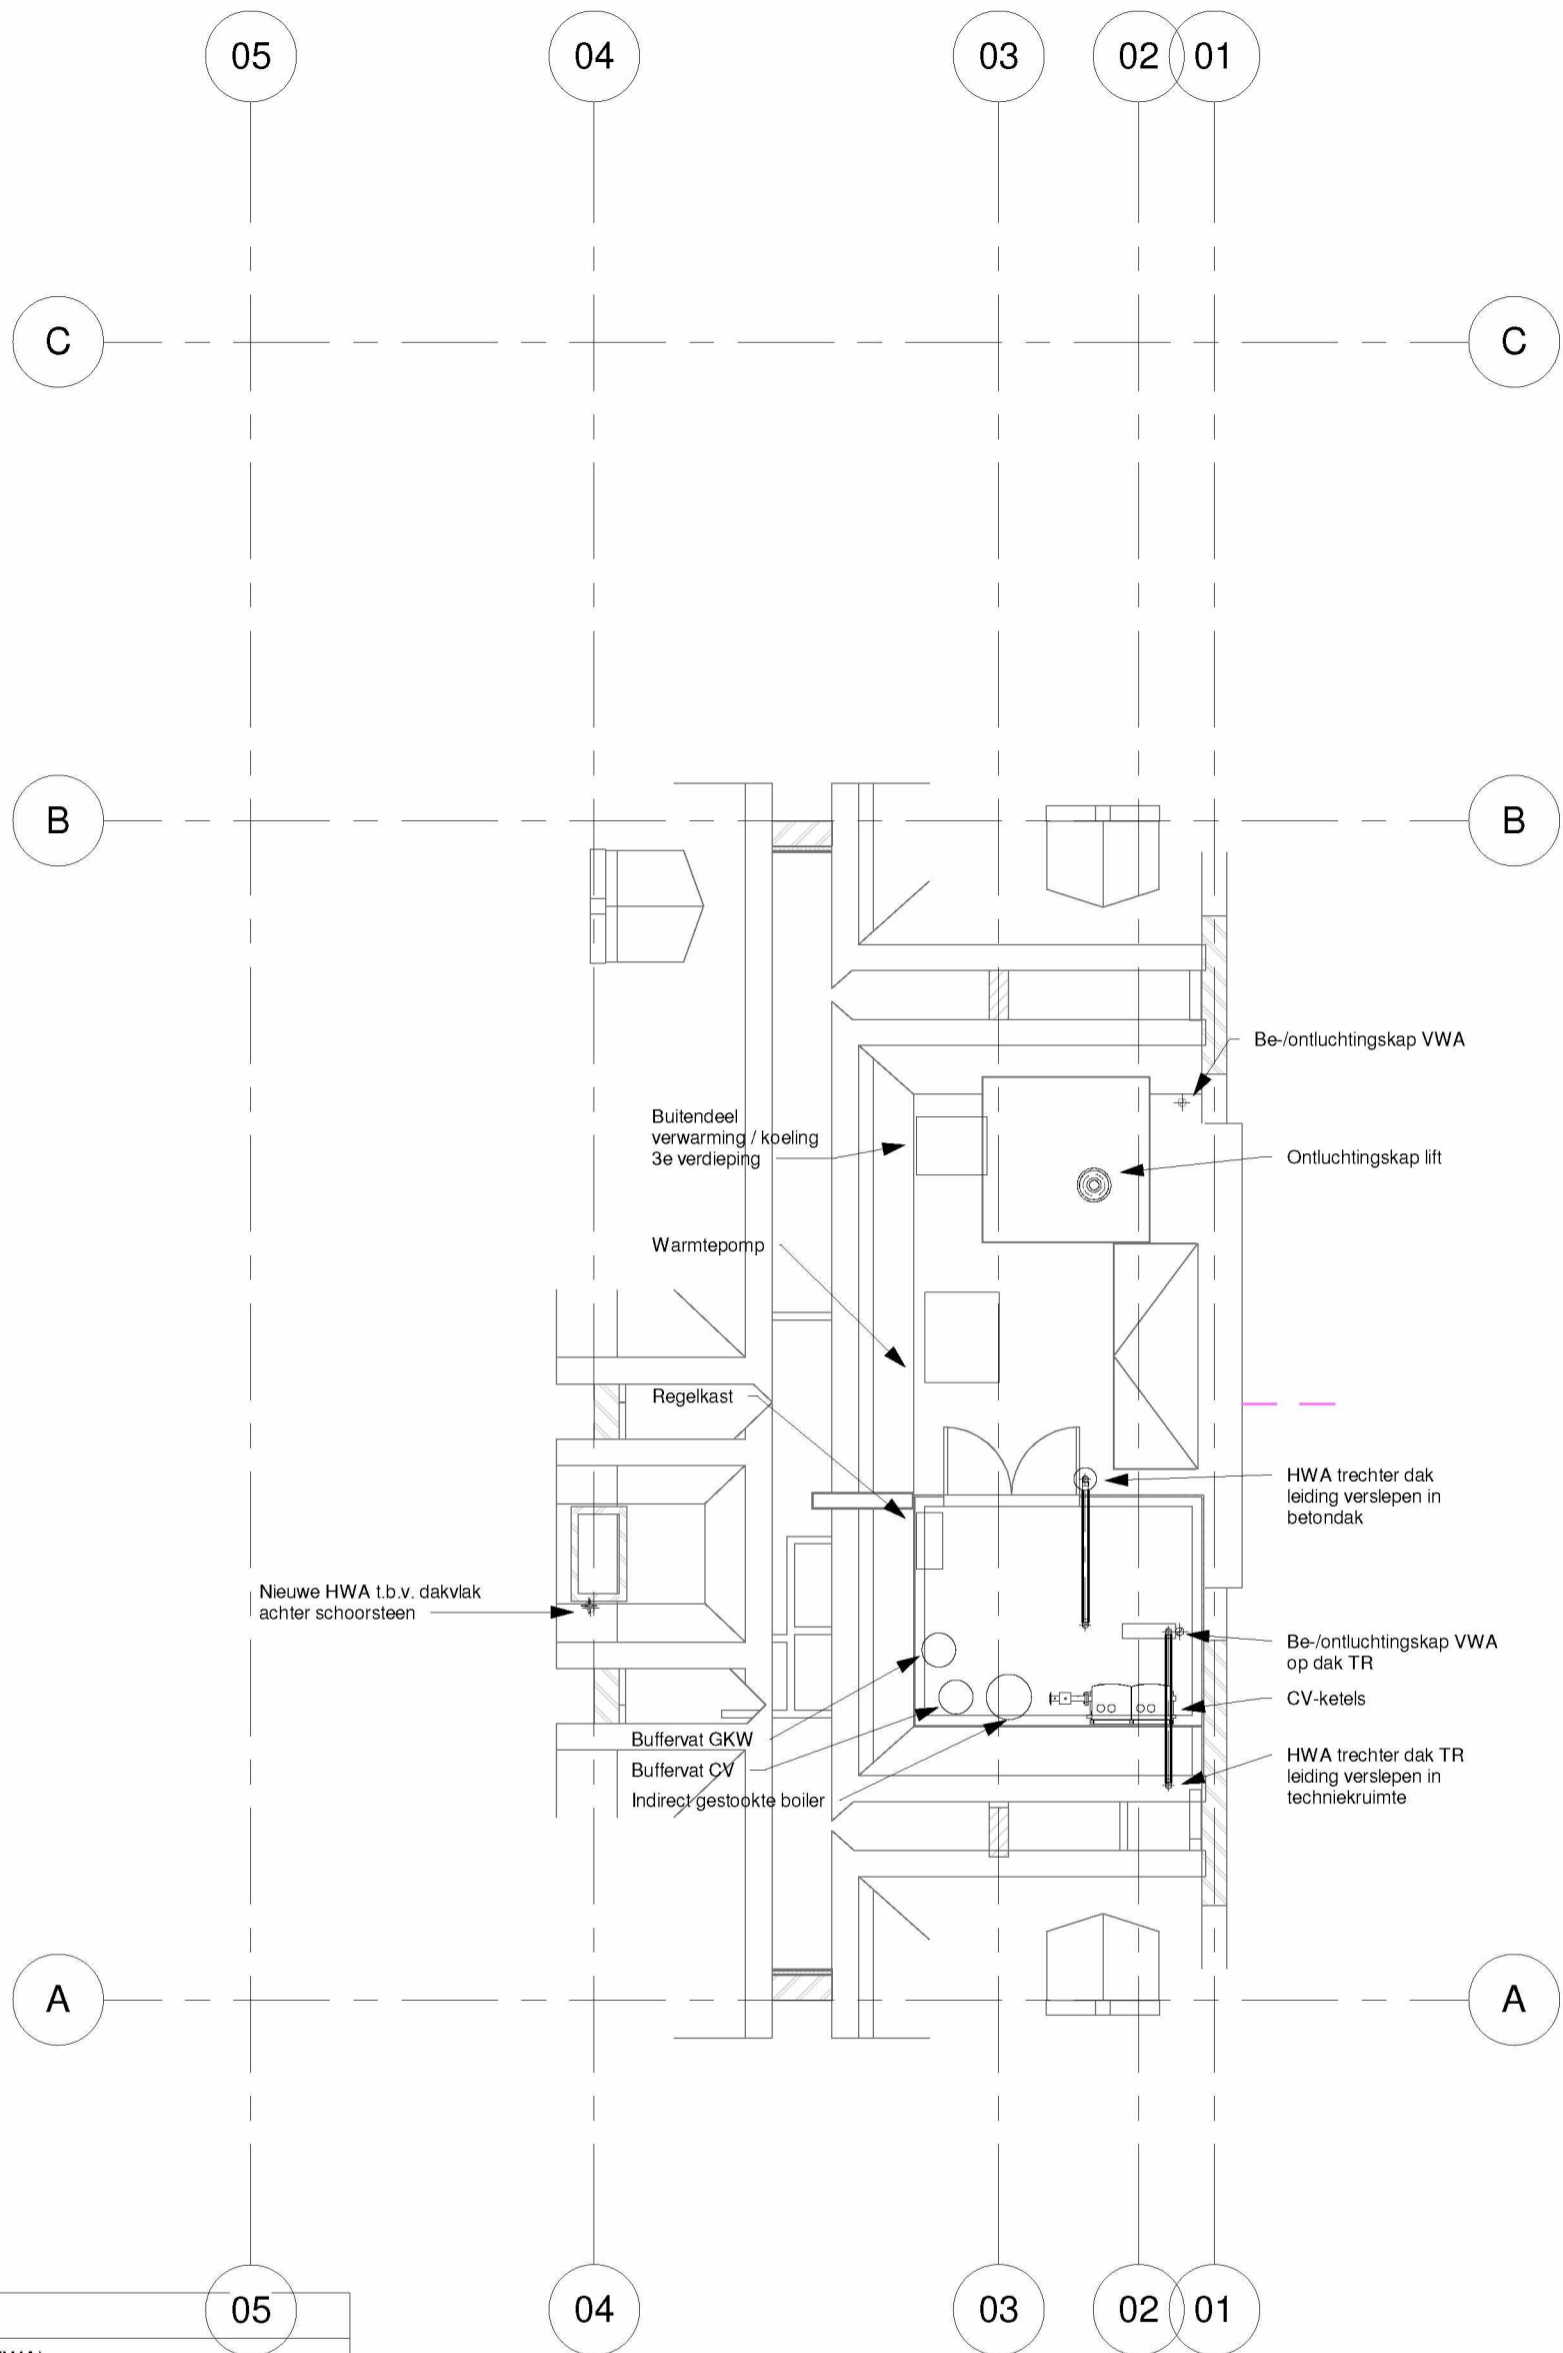 05
04
03
02
01
C
C
B
B
Be-/ontluchtingskap VWA
Buitendeel
verwarming / koeling
3e verdieping
Ontluchtingskap lift
Warmtepomp
Regelkast
HWA trechter dak
leiding verslepen in
betondak
Nieuwe HWA t.b.v. dakvlak
achter schoorsteen
Be-/ontluchtingskap VWA
op dak TR
CV-ketels
Buffervat GKW
Buffervat CV
Indirect gestookte boiler
HWA trechter dak TR
leiding verslepen in
techniekruimte
A
A
05
04
03
02
01